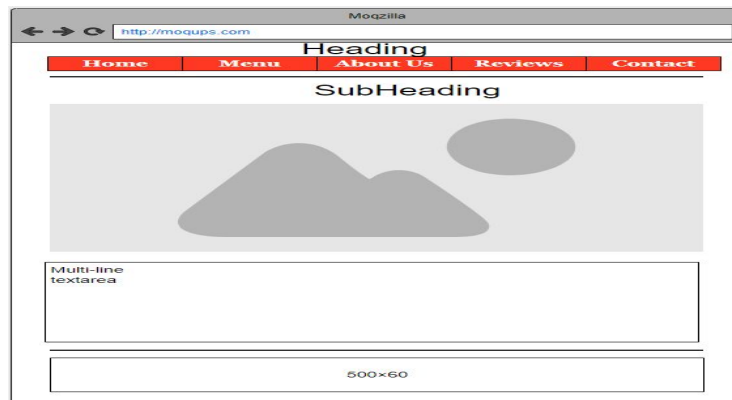 Moqzilla
http://moqups.com
Heading
Home Menu About Us Reviews Contact
SubHeading
Multi-line
textarea
500×60